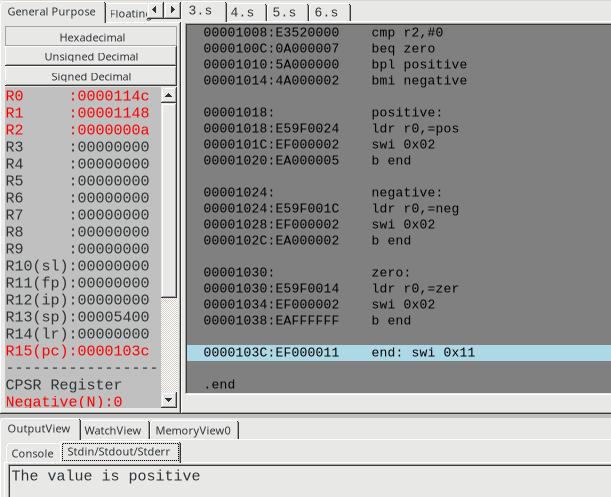 General Purpose Floating
3.s 4.s 5.s 6.s
Hexadecimal
Unsigned Decimal
Signed Decimal
R0 :0000114c
R1 :00001148
R2 :0000000a
R3 :00000000
R4 :00000000
R5 :00000000
R6 :00000000
R7 :00000000
R8 :00000000
R9 :00000000
R10(sl):00000000
R11(fp):00000000
R12(ip):00000000
R13(sp):00005400
R14(lr):00000000
R15(pc):0000103c
-----------------
CPSR Register
Negative(N):0
00001008:E3520000 cmp r2,#0
0000100C:0A000007 beq zero
00001010:5A000000 bpl positive
00001014:4A000002 bmi negative
00001018: positive:
00001018:E59F0024 ldr r0,=pos
0000101C:EF000002 swi 0x02
00001020:EA000005 b end
00001024: negative:
00001024:E59F001C ldr r0,=neg
00001028:EF000002 swi 0x02
0000102C:EA000002 b end
00001030: zero:
00001030:E59F0014 ldr r0,=zer
00001034:EF000002 swi 0x02
00001038:EAFFFFFF b end
0000103C:EF000011 end: swi 0x11
.end
OutputView WatchView MemoryView0
Console Stdin/Stdout/Stderr
The value is positive